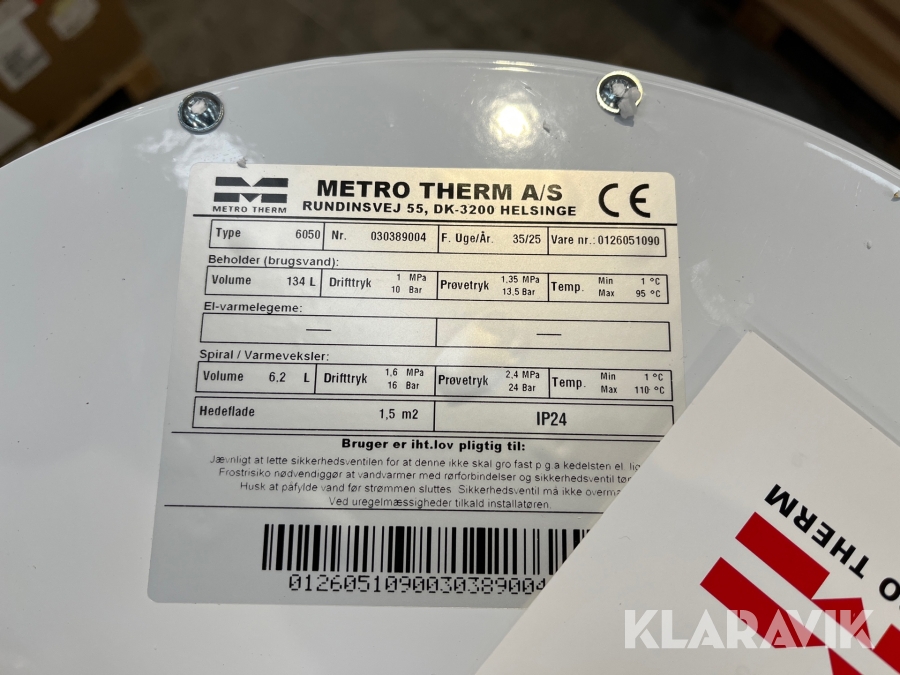 METRO THERM
METRO THERM A/S
RUNDINSVEJ 55, DK-3200 HELSINGE
CE
Type 6050 Nr. 030389004 F. Uge/År. 35/25 Vare nr.: 0126051090
Beholder (brugsvand):
Volume 134 L Drifttryk 1 MPa 10 Bar Prøvetryk 1,35 MPa 13,5 Bar Temp. Min 1 °C Max 95 °C
El-varmelegeme:
Spiral / Varmeveksler:
Volume 6,2 L Drifttryk 1,6 MPa 16 Bar Prøvetryk 2,4 MPa 24 Bar Temp. Min 1 °C Max 110 °C
Hedeflade 1,5 m2 IP24
Bruger er iht.lov pligtig til:
Jævnligt at lette sikkerhedsventilen for at denne ikke skal gro fast p.g.a kedelsten el.
Frostrisiko nødvendiggør at vandvarmer med rørforbindelser og sikkerhedsventil
Husk at påfylde vand før strømmen sluttes. Sikkerhedsventil må ikke
Ved uregelmæssigheder tilkald installatøren.
0126051090030389004
THERM
O THERM
KLARAVIK